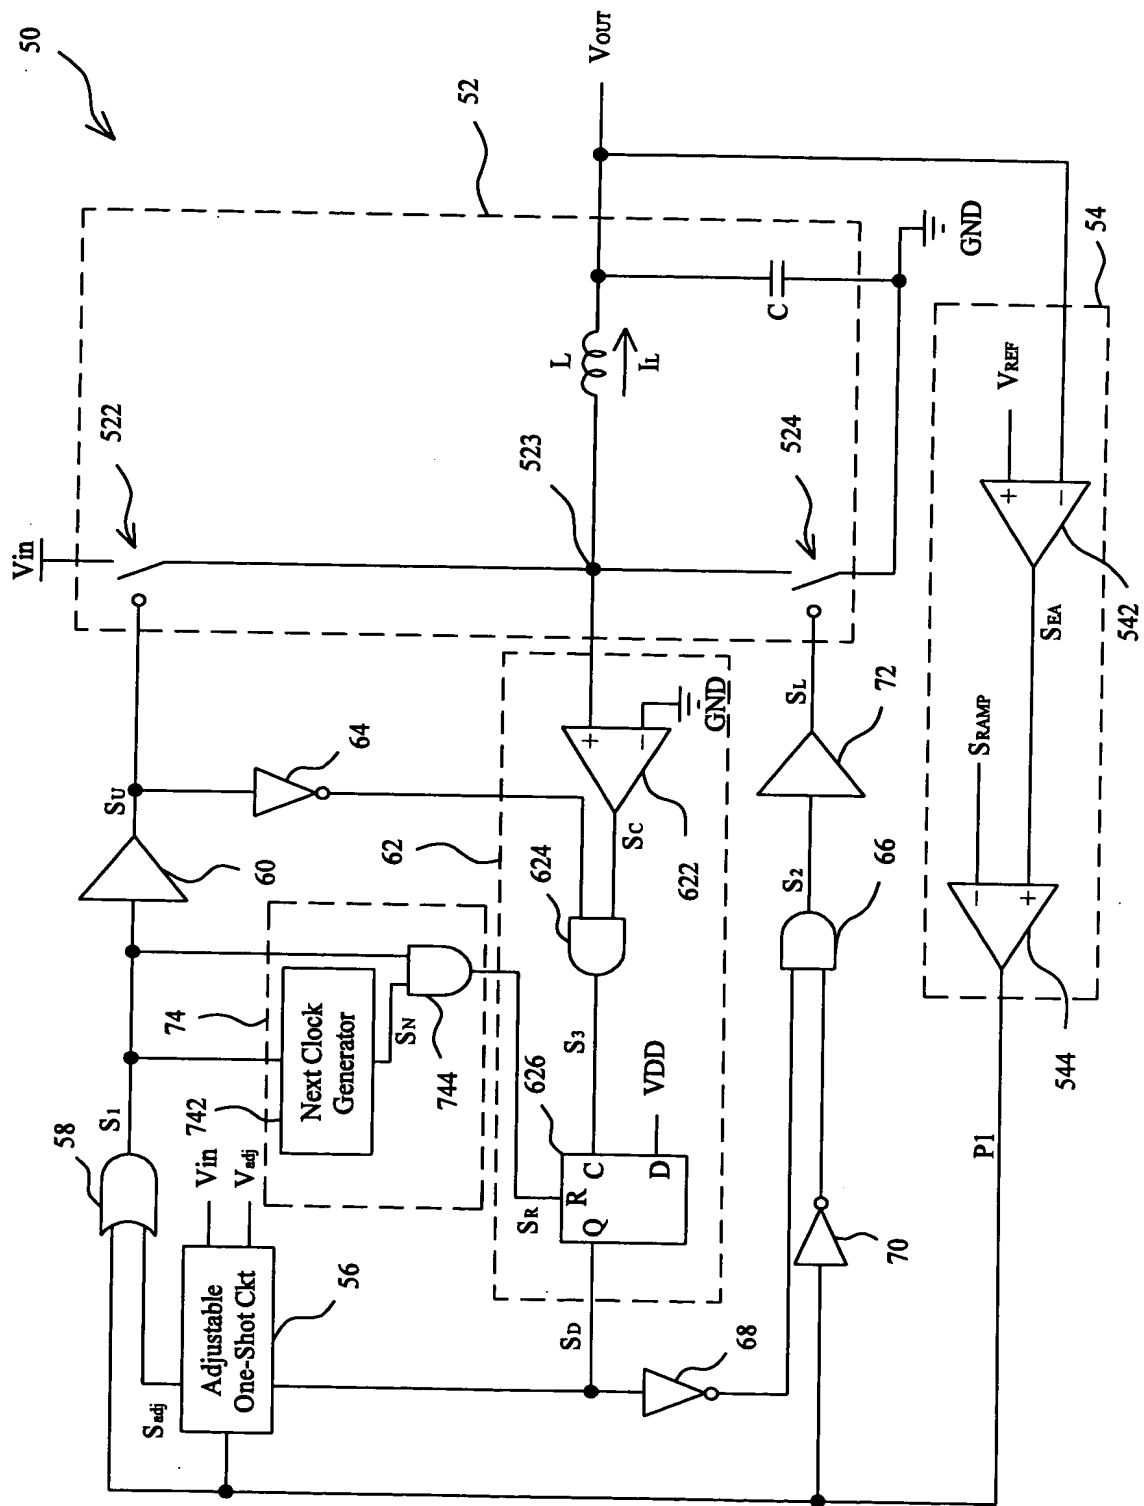 50
52
VOUT
Vin
522
523
L
IL
C
GND
524
54
VREF
+
−
542
SEA
SRAMP
−
+
544
P1
58
S1
SU
60
64
Vin
Vadj
Adjustable
One-Shot Ckt
56
Sadj
742
74
Next Clock
Generator
SN
744
62
624
SC
622
+
−
GND
S3
626
SR
R
Q
C
D
VDD
SD
68
70
S2
66
SL
72